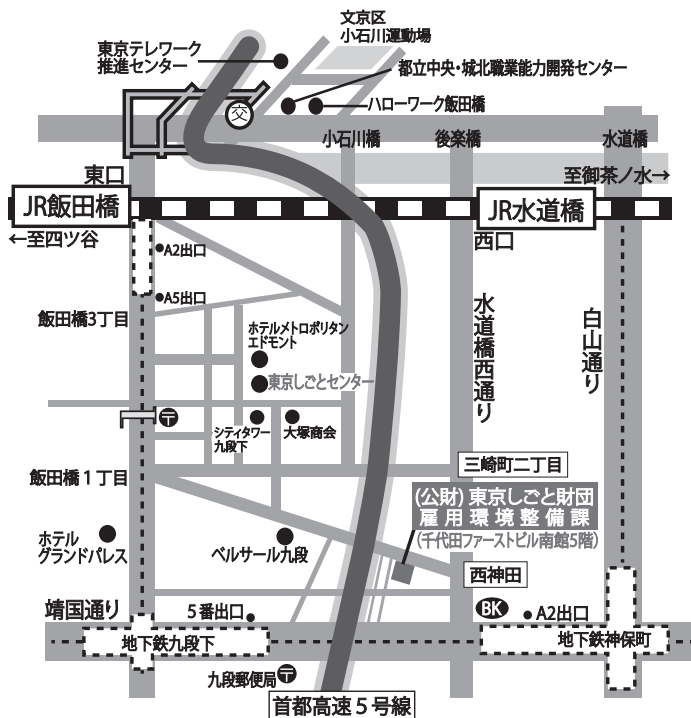 文京区
小石川運動場
東京テレワーク
推進センター
都立中央・城北職業能力開発センター
交
ハローワーク飯田橋
小石川橋
後楽橋
水道橋
東口
至御茶ノ水→
JR飯田橋
JR水道橋
←至四ツ谷
西口
A2出口
A5出口
飯田橋3丁目
ホテルメトロポリタン
エドモント
水道橋西通り
白山通り
東京しごとセンター
〒
シティタワー
九段下
大塚商会
三崎町二丁目
飯田橋1丁目
(公財)東京しごと財団
雇用環境整備課
(千代田ファーストビル南館5階)
ホテル
グランドパレス
ベルサール九段
西神田
靖国通り
5番出口
BK
A2出口
地下鉄九段下
地下鉄神保町
九段郵便局
〒
首都高速5号線